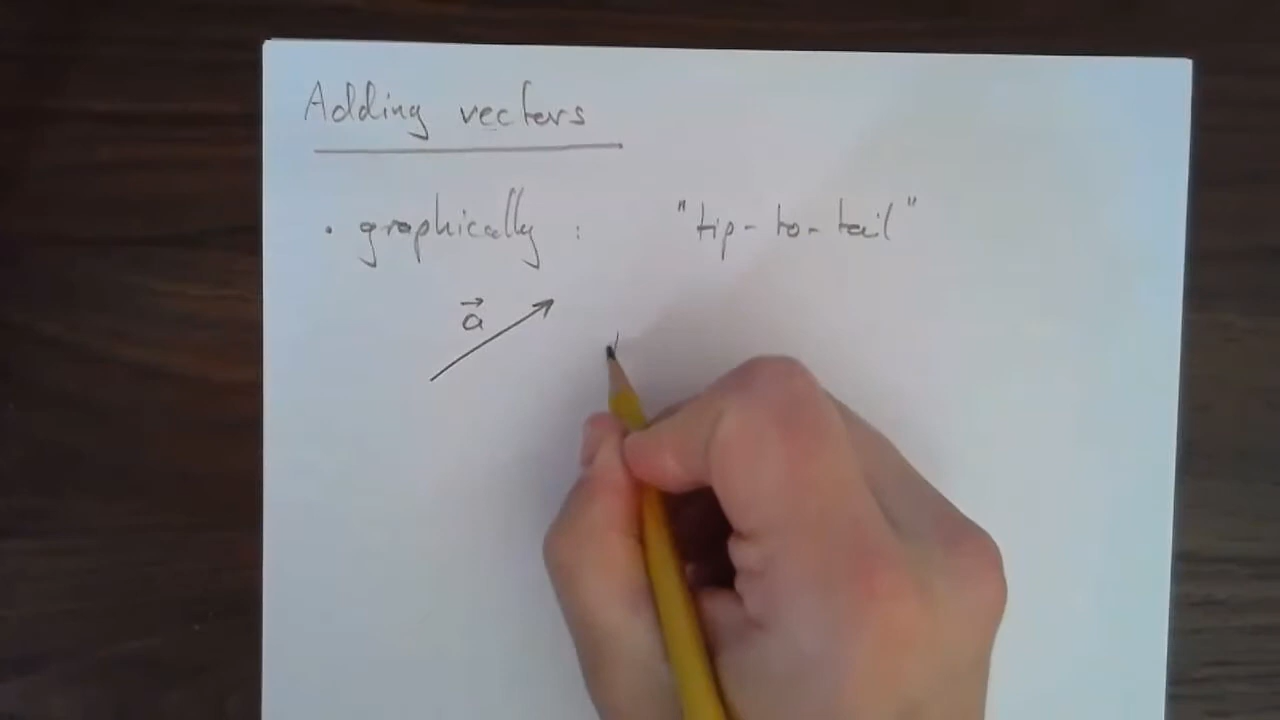 Adding vectors
• graphically : "tip-to-tail"
a⃗